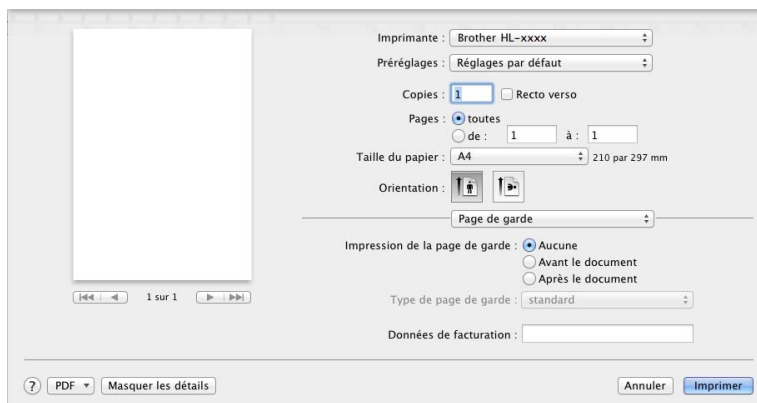 Imprimante : Brother HL-xxxx
Préréglages : Réglages par défaut
Copies : 1 Recto verso
Pages : toutes
de : 1 à : 1
Taille du papier : A4 210 par 297 mm
Orientation :
Page de garde
Impression de la page de garde : Aucune
Avant le document
Après le document
1 sur 1
Type de page de garde : standard
Données de facturation :
? PDF Masquer les détails Annuler Imprimer